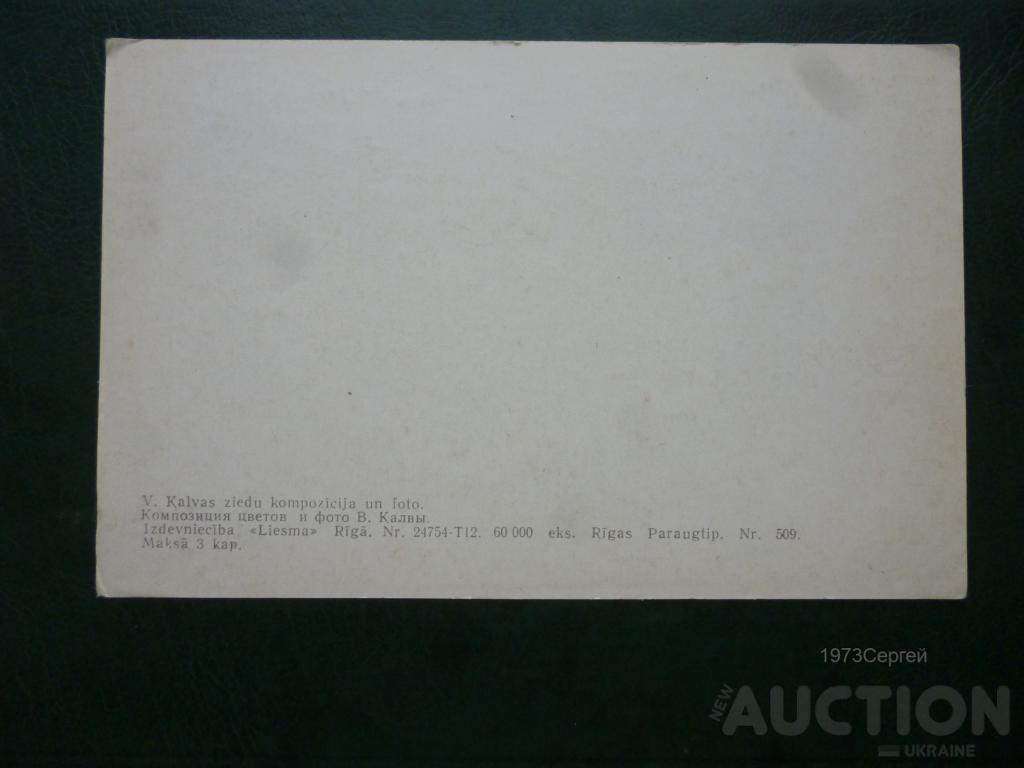 V. Kalvas ziedu kompozicija un foto.
Композиция цветов и фото В. Калвы.
Izdevniecība «Liesma» Rīgā. Nr. 24754-T12. 60 000 eks. Rīgas Paraugtip. Nr. 509.
Maksā 3 kap.
1973Сергей
NEW AUCTION
UKRAINE